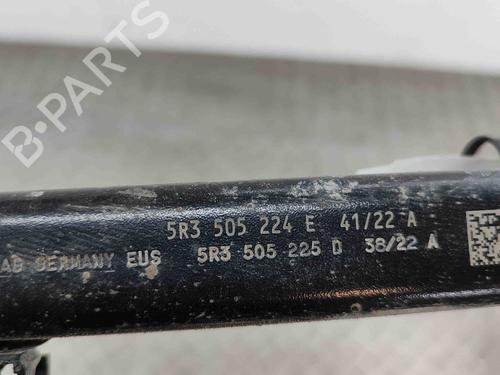 B-PARTS
5R3 505 224 E 41/22 A
AG GERMANY EUS 5R3 505 225 D 38/22 A